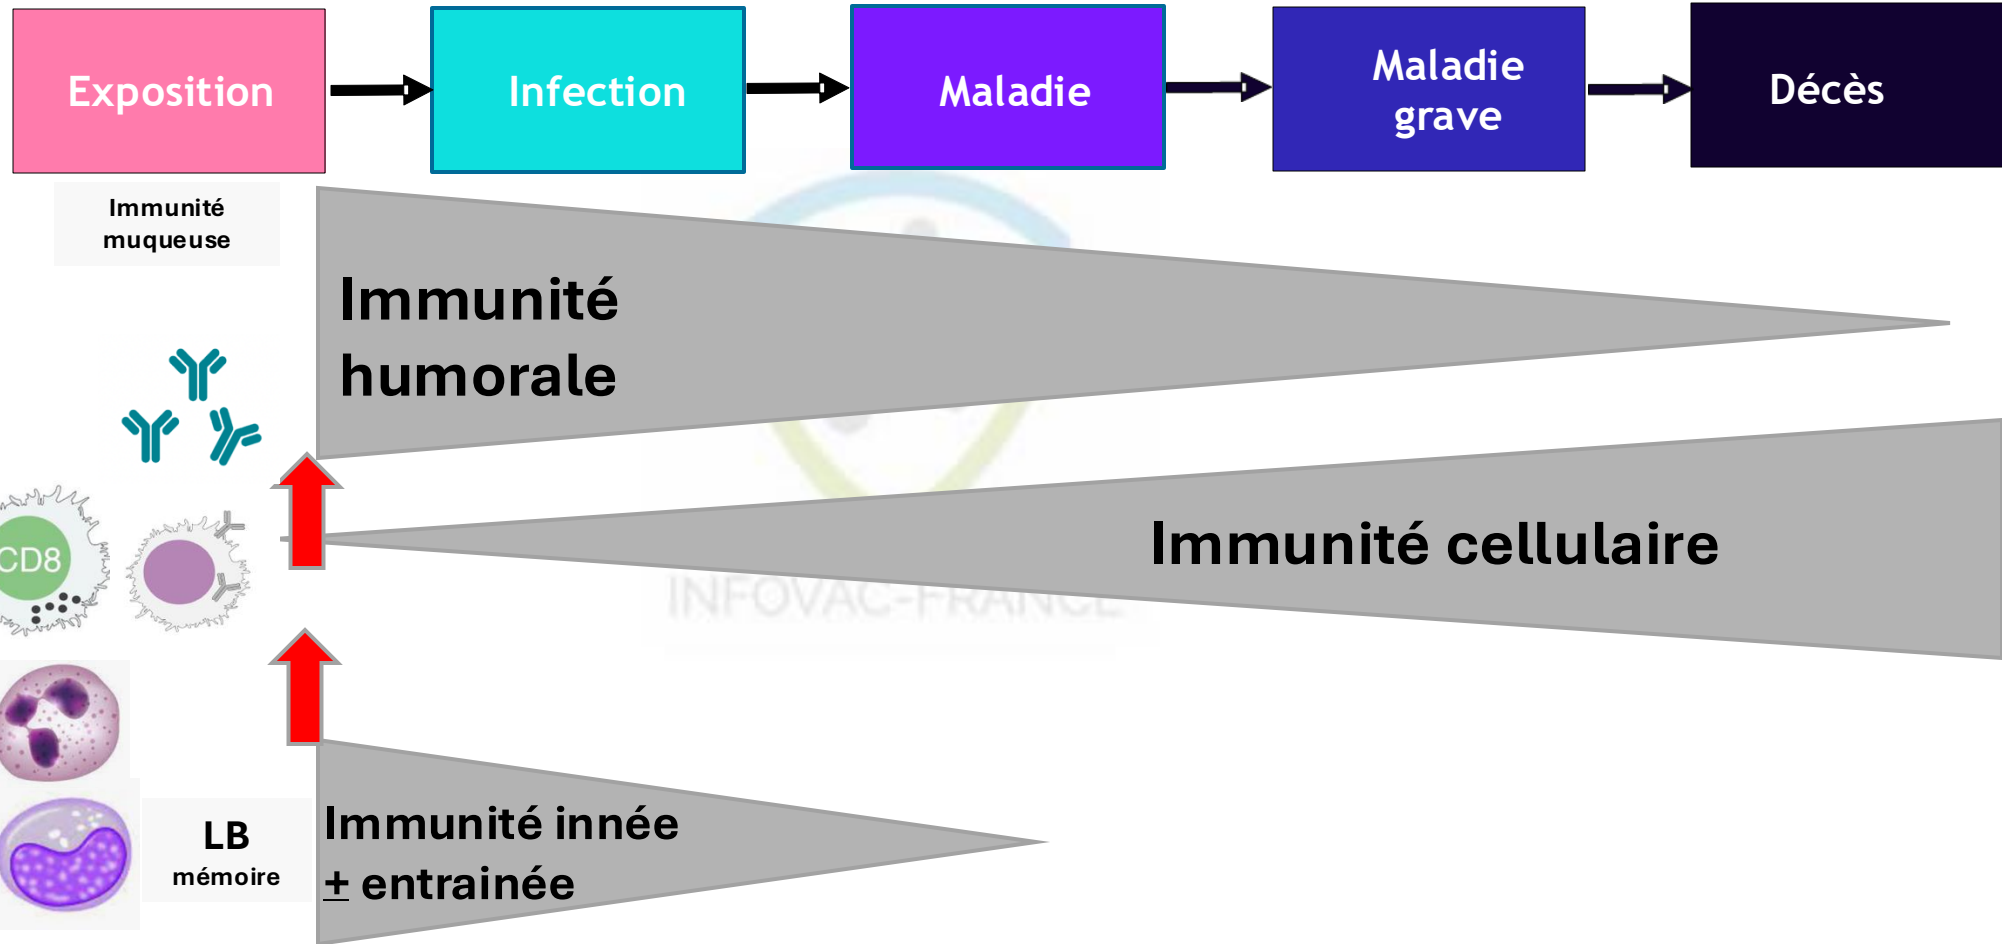 Exposition
Infection
Maladie
Maladie
grave
Décès
Immunité
muqueuse
Immunité
humorale
CD8
Immunité cellulaire
INFOVAC-FRANCE
LB
mémoire
Immunité innée
± entrainée